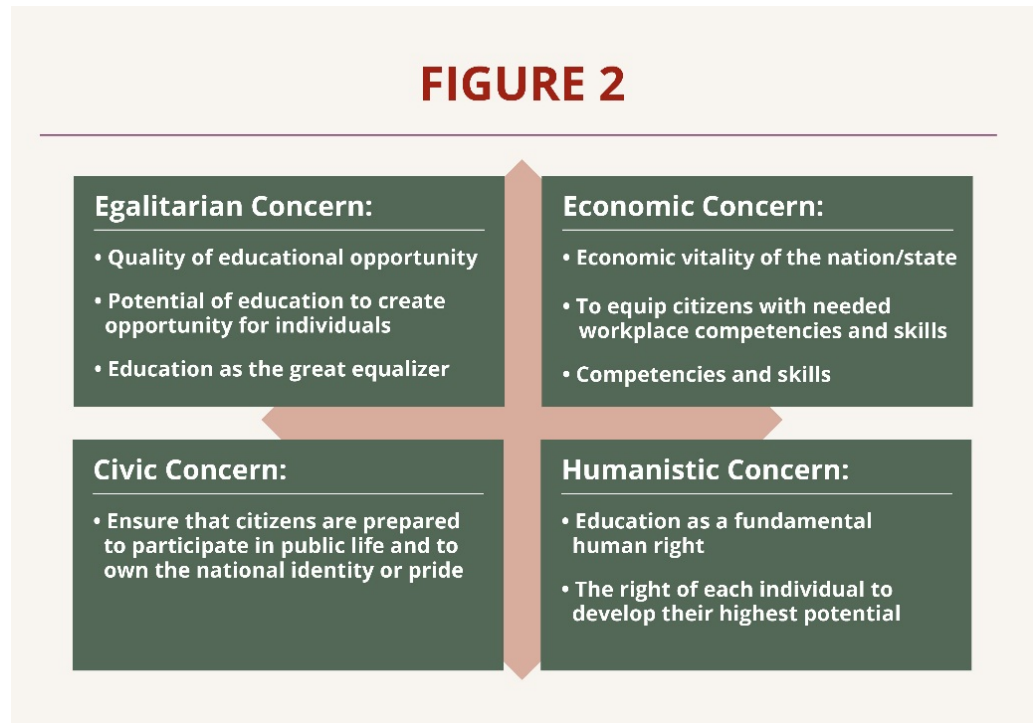 FIGURE 2
Egalitarian Concern:
• Quality of educational opportunity
• Potential of education to create
opportunity for individuals
• Education as the great equalizer
Economic Concern:
• Economic vitality of the nation/state
• To equip citizens with needed
workplace competencies and skills
• Competencies and skills
Civic Concern:
• Ensure that citizens are prepared
to participate in public life and to
own the national identity or pride
Humanistic Concern:
• Education as a fundamental
human right
• The right of each individual to
develop their highest potential